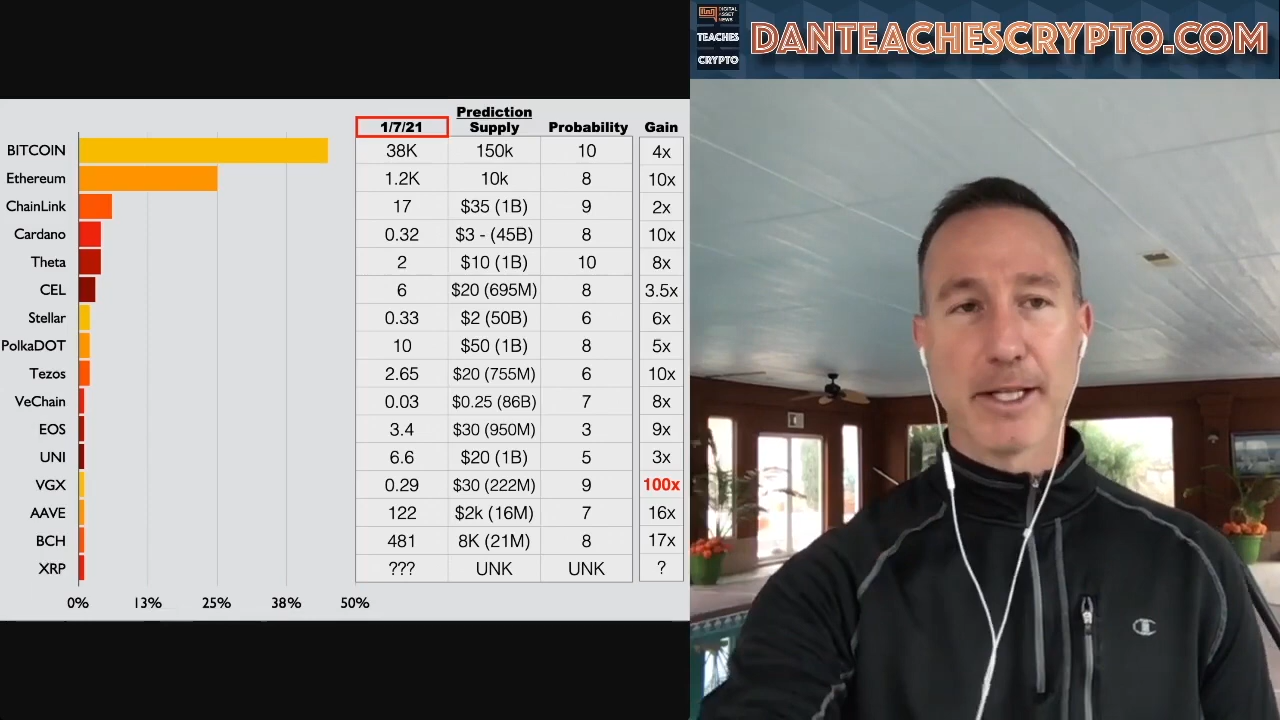 DIGITAL
ASSET
NEWS
TEACHES
CRYPTO
DANTEACHESCRYPTO.COM
Prediction
1/7/21 Supply Probability Gain
BITCOIN 38K 150k 10 4x
Ethereum 1.2K 10k 8 10x
ChainLink 17 $35 (1B) 9 2x
Cardano 0.32 $3 - (45B) 8 10x
Theta 2 $10 (1B) 10 8x
CEL 6 $20 (695M) 8 3.5x
Stellar 0.33 $2 (50B) 6 6x
PolkaDOT 10 $50 (1B) 8 5x
Tezos 2.65 $20 (755M) 6 10x
VeChain 0.03 $0.25 (86B) 7 8x
EOS 3.4 $30 (950M) 3 9x
UNI 6.6 $20 (1B) 5 3x
VGX 0.29 $30 (222M) 9 100x
AAVE 122 $2k (16M) 7 16x
BCH 481 8K (21M) 8 17x
XRP ??? UNK UNK ?
0% 13% 25% 38% 50%